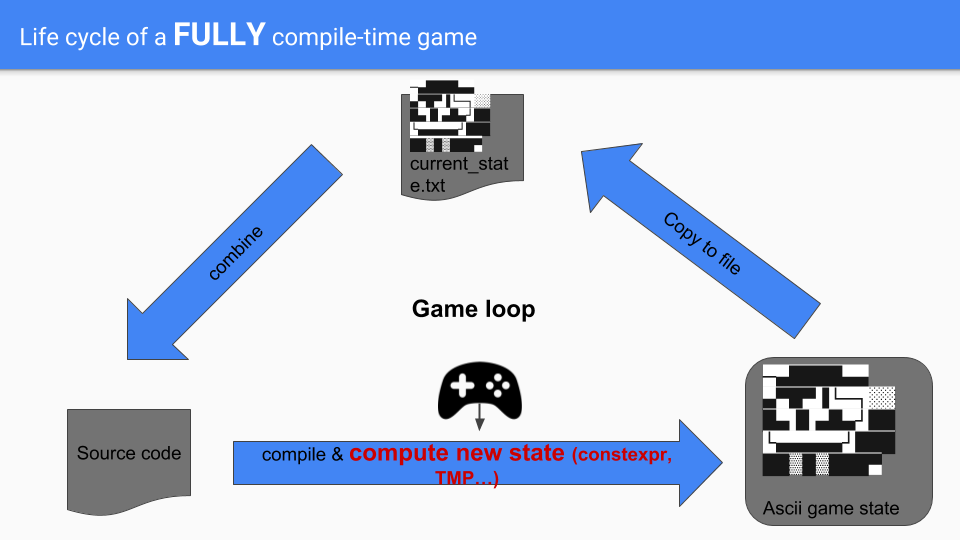 Life cycle of a FULLY compile-time game
current_stat
e.txt
combine
Copy to file
Game loop
Source code
compile & compute new state (constexpr,
TMP...)
Ascii game state